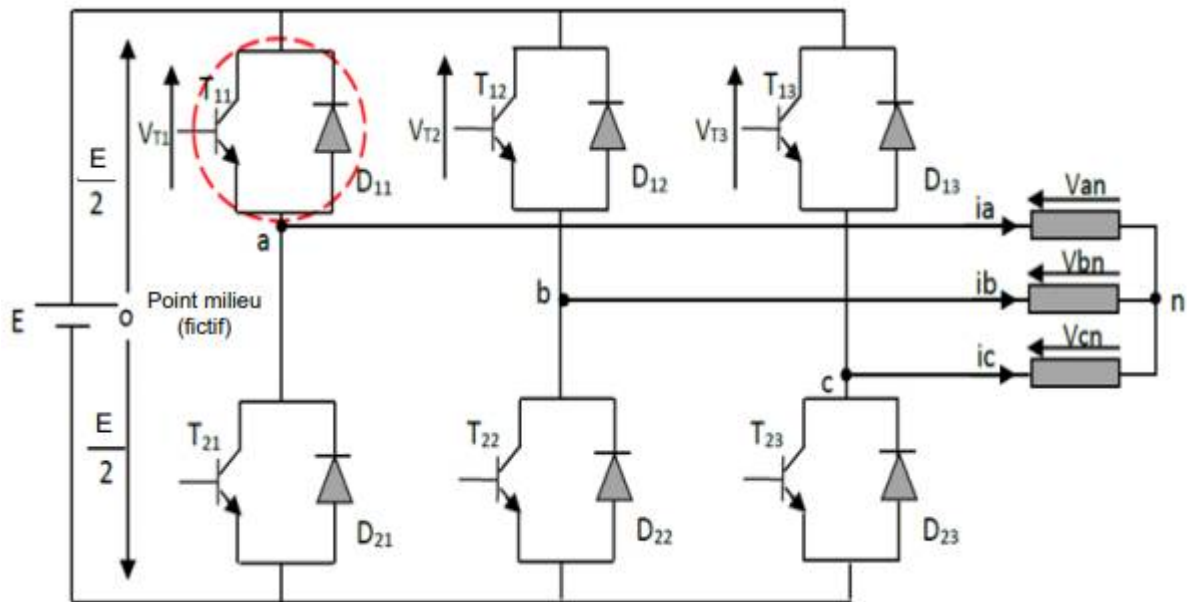 T11
T12
T13
VT1
VT2
VT3
E
2
D11
D12
D13
Van
ia
a
Vbn
b
ib
n
Point milieu
(fictif)
E
o
Vcn
ic
c
E
2
T21
T22
T23
D21
D22
D23